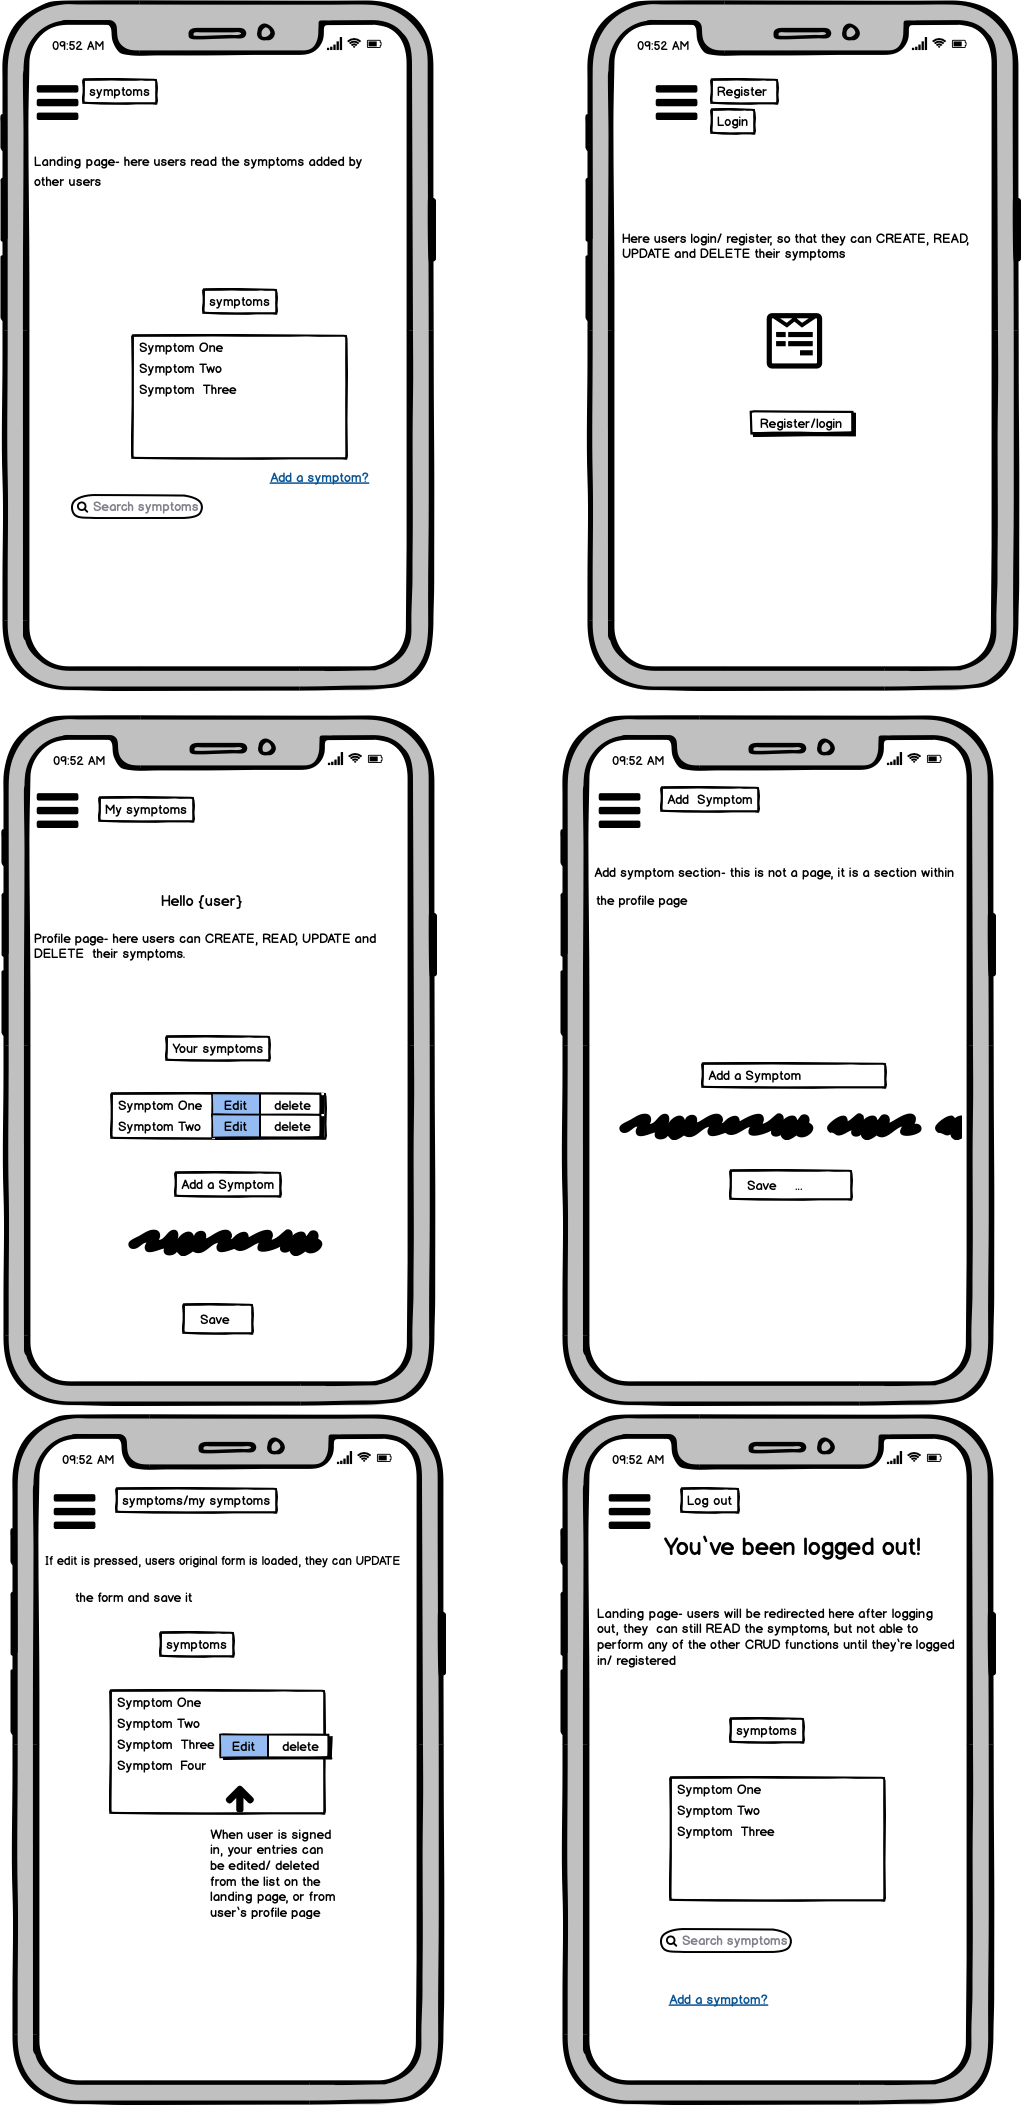 09:52 AM
symptoms
Landing page- here users read the symptoms added by
other users
symptoms
Symptom One
Symptom Two
Symptom  Three
Add a symptom?
Search symptoms
09:52 AM
Register
Login
Here users login/ register, so that they can CREATE, READ,
UPDATE and DELETE their symptoms
Register/login
09:52 AM
My symptoms
Hello {user}
Profile page- here users can CREATE, READ, UPDATE and
DELETE  their symptoms.
Your symptoms
Symptom One Edit delete
Symptom Two Edit delete
Add a Symptom
Save
09:52 AM
Add  Symptom
Add symptom section- this is not a page, it is a section within
the profile page
Add a Symptom
Save ...
09:52 AM
symptoms/my symptoms
If edit is pressed, users original form is loaded, they can UPDATE
the form and save it
symptoms
Symptom One
Symptom Two
Symptom  Three Edit delete
Symptom  Four
When user is signed
in, your entries can
be edited/ deleted
from the list on the
landing page, or from
user`s profile page
09:52 AM
Log out
You`ve been logged out!
Landing page- users will be redirected here after logging
out, they  can still READ the symptoms, but not able to
perform any of the other CRUD functions until they`re logged
in/ registered
symptoms
Symptom One
Symptom Two
Symptom  Three
Search symptoms
Add a symptom?